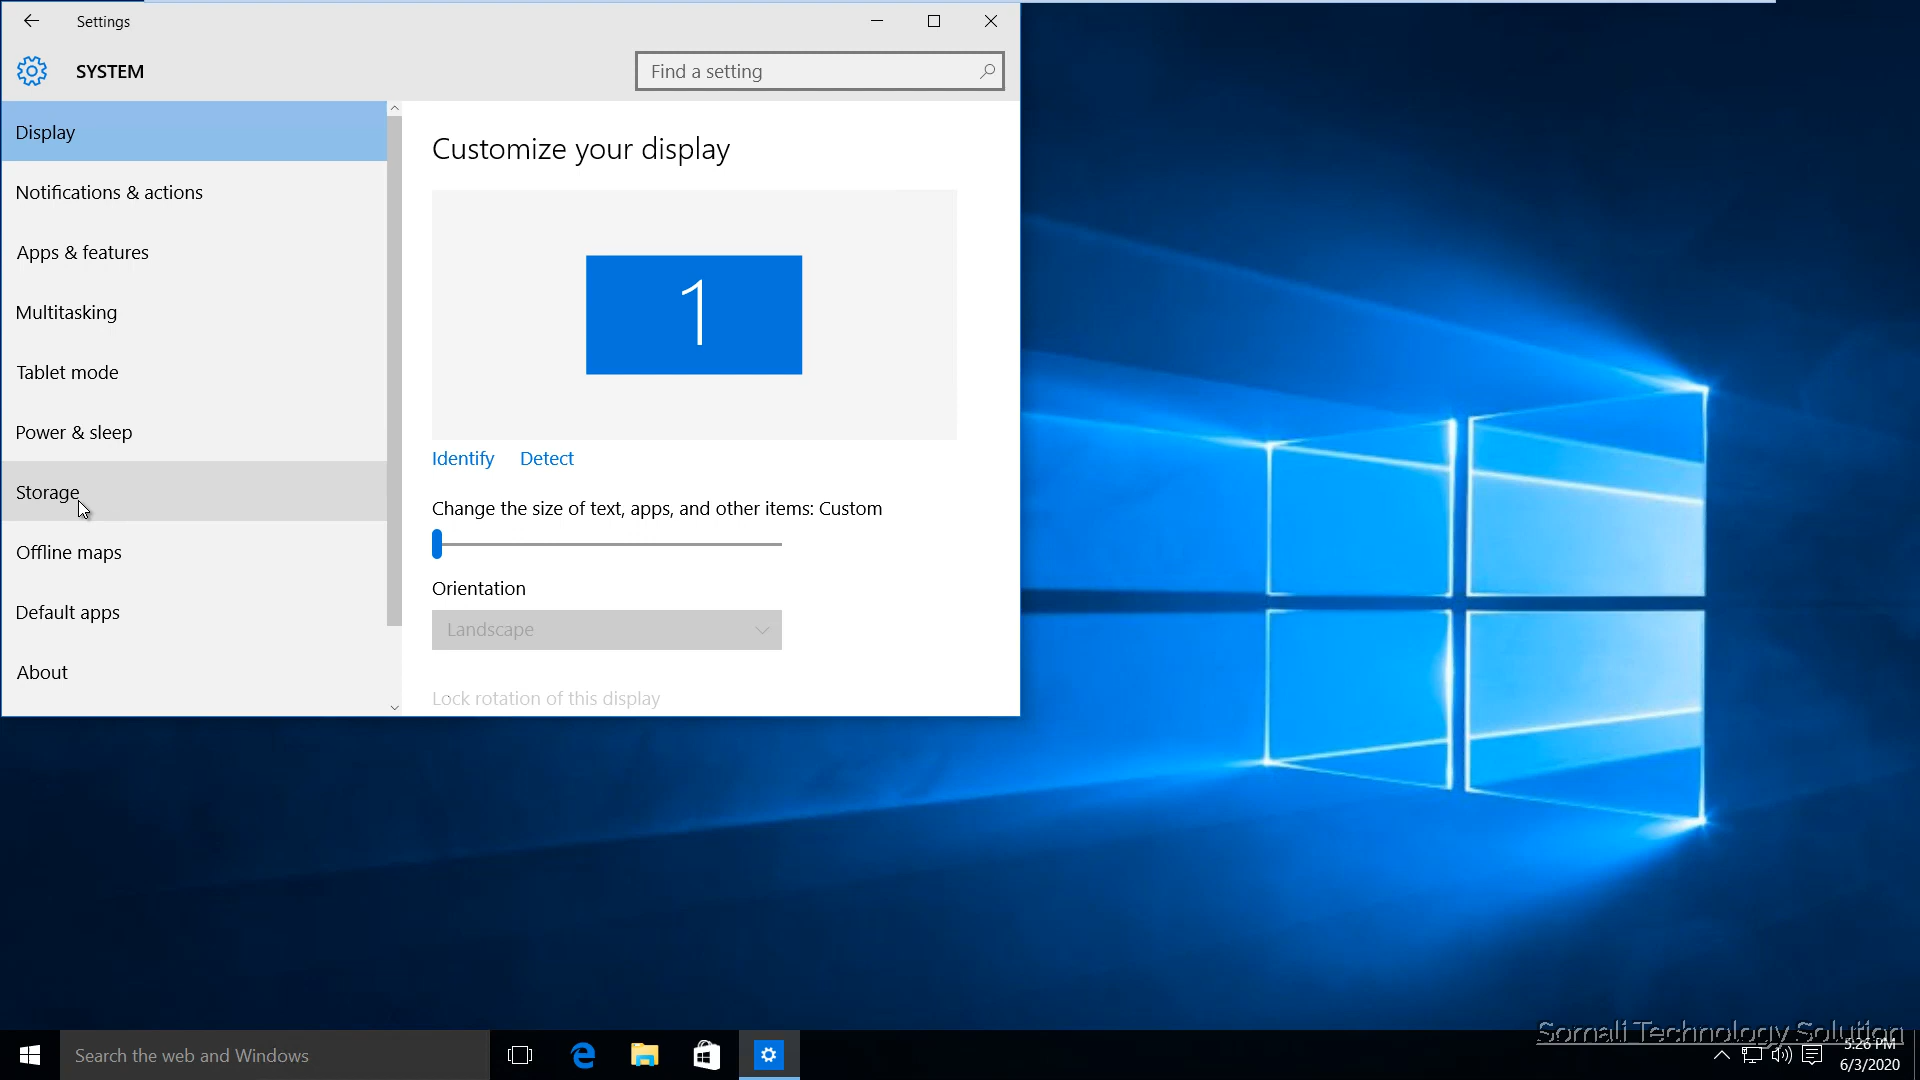 Settings
SYSTEM
Find a setting
Display
Notifications & actions
Apps & features
Multitasking
Tablet mode
Power & sleep
Storage
Offline maps
Default apps
About
Customize your display
1
Identify Detect
Change the size of text, apps, and other items: Custom
Orientation
Landscape
Lock rotation of this display
Somali Technology Solution
Search the web and Windows
5:26 PM
6/3/2020